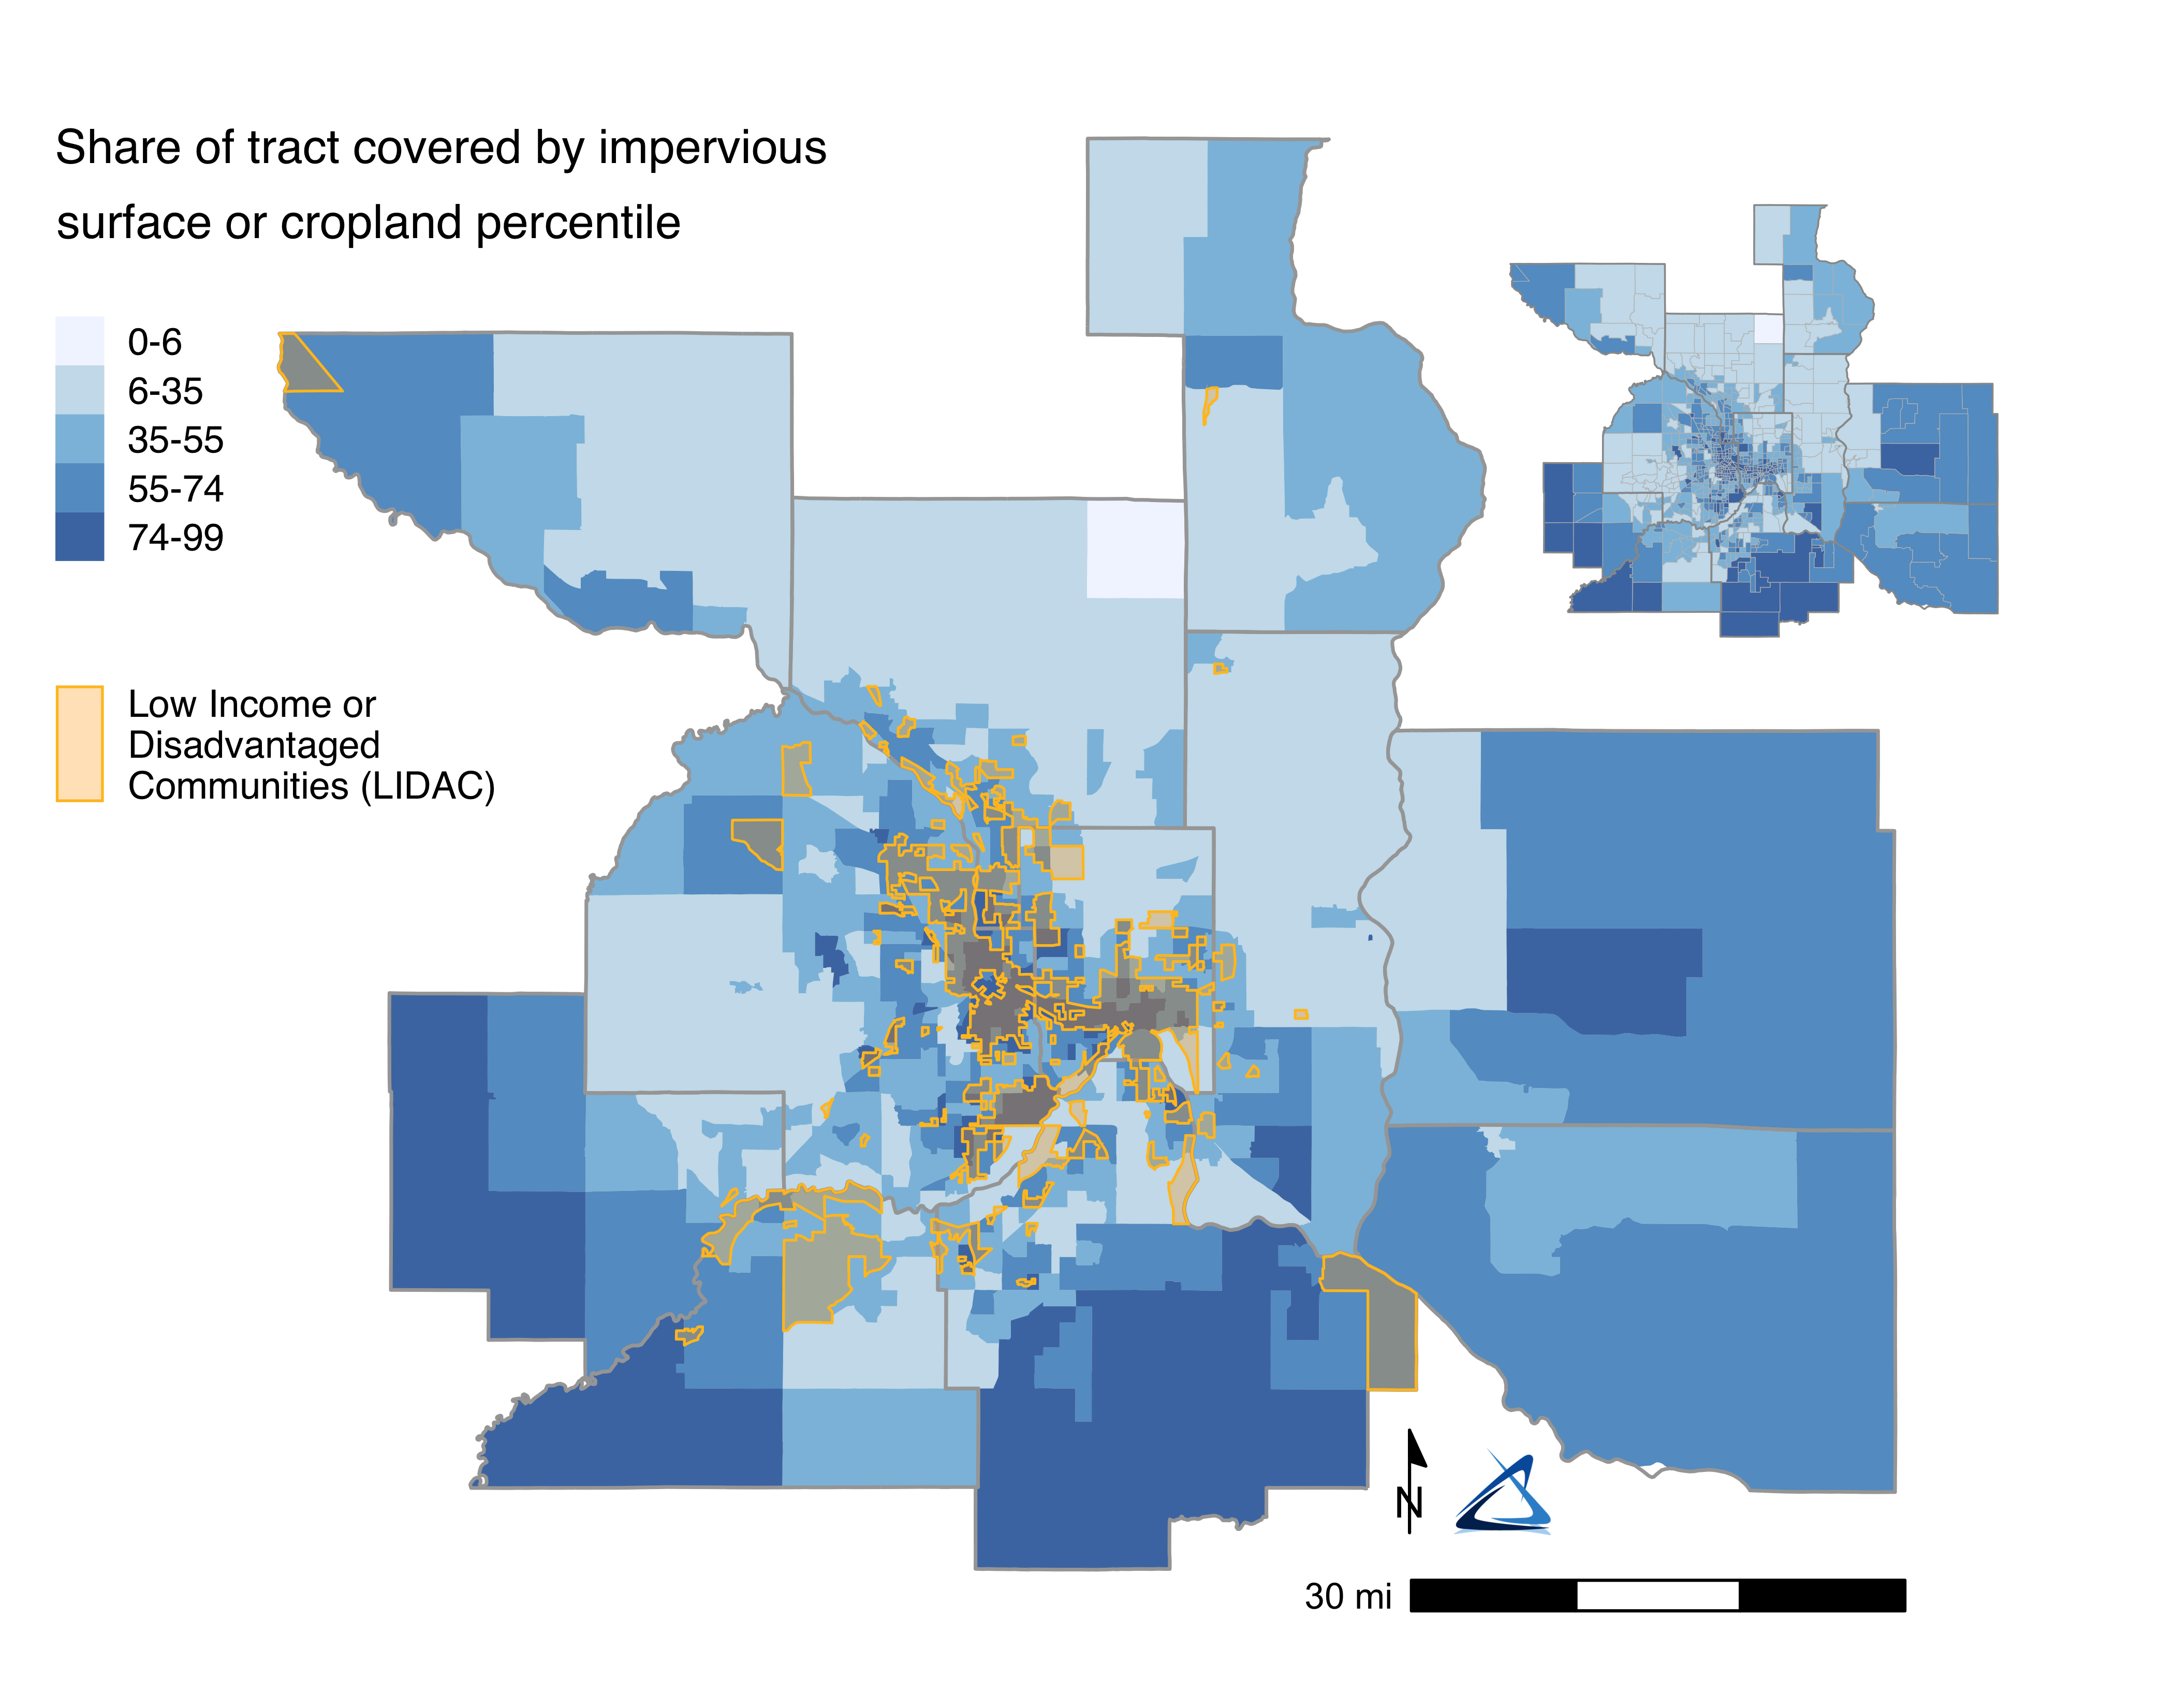 Share of tract covered by impervious
surface or cropland percentile
0-6
6-35
35-55
55-74
74-99
Low Income or
Disadvantaged
Communities (LIDAC)
N
30 mi